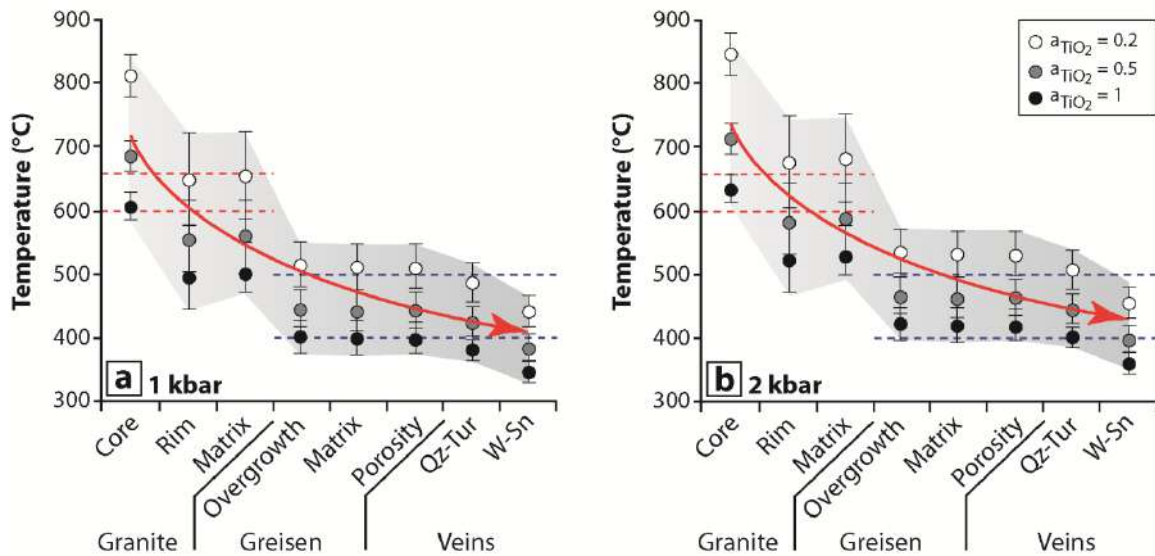 900
800
700
600
500
400
300
Temperature (°C)
a 1 kbar
Core
Rim
Matrix
Overgrowth
Matrix
Porosity
Qz-Tur
W-Sn
Granite
Greisen
Veins
900
800
700
600
500
400
300
Temperature (°C)
aTiO2 = 0.2
aTiO2 = 0.5
aTiO2 = 1
b 2 kbar
Core
Rim
Matrix
Overgrowth
Matrix
Porosity
Qz-Tur
W-Sn
Granite
Greisen
Veins